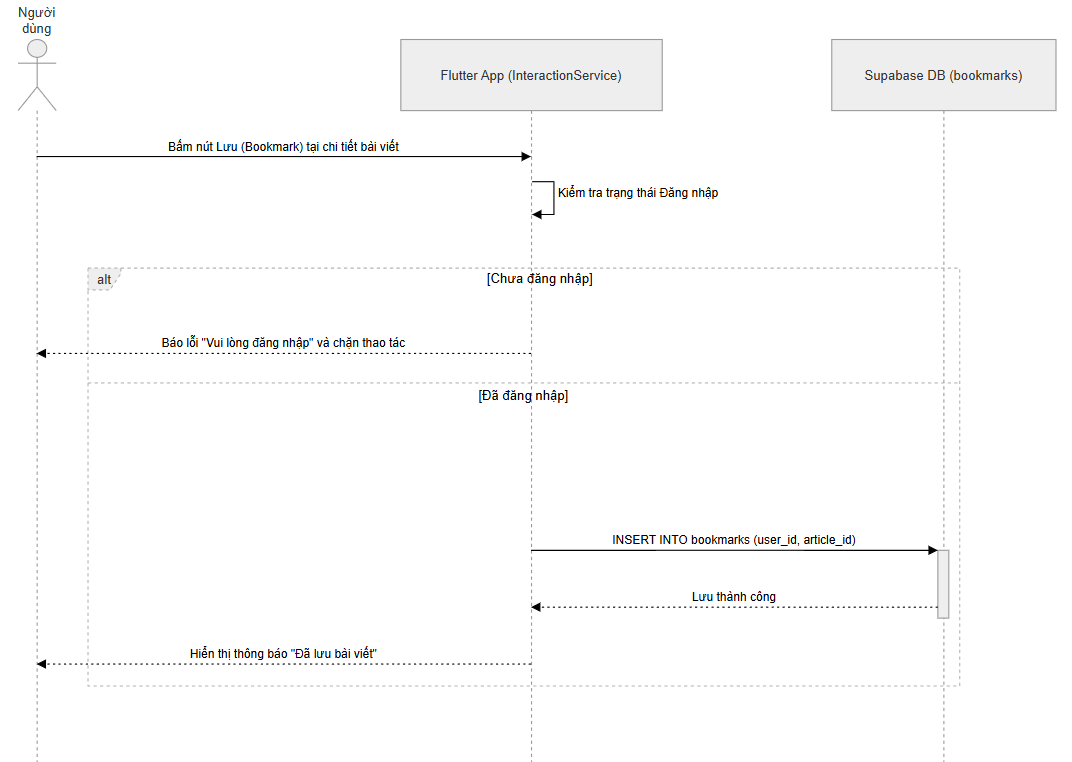 Người
dùng
Flutter App (InteractionService)
Supabase DB (bookmarks)
Bấm nút Lưu (Bookmark) tại chi tiết bài viết
Kiểm tra trạng thái Đăng nhập
alt
[Chưa đăng nhập]
Báo lỗi "Vui lòng đăng nhập" và chặn thao tác
[Đã đăng nhập]
INSERT INTO bookmarks (user_id, article_id)
Lưu thành công
Hiển thị thông báo "Đã lưu bài viết"